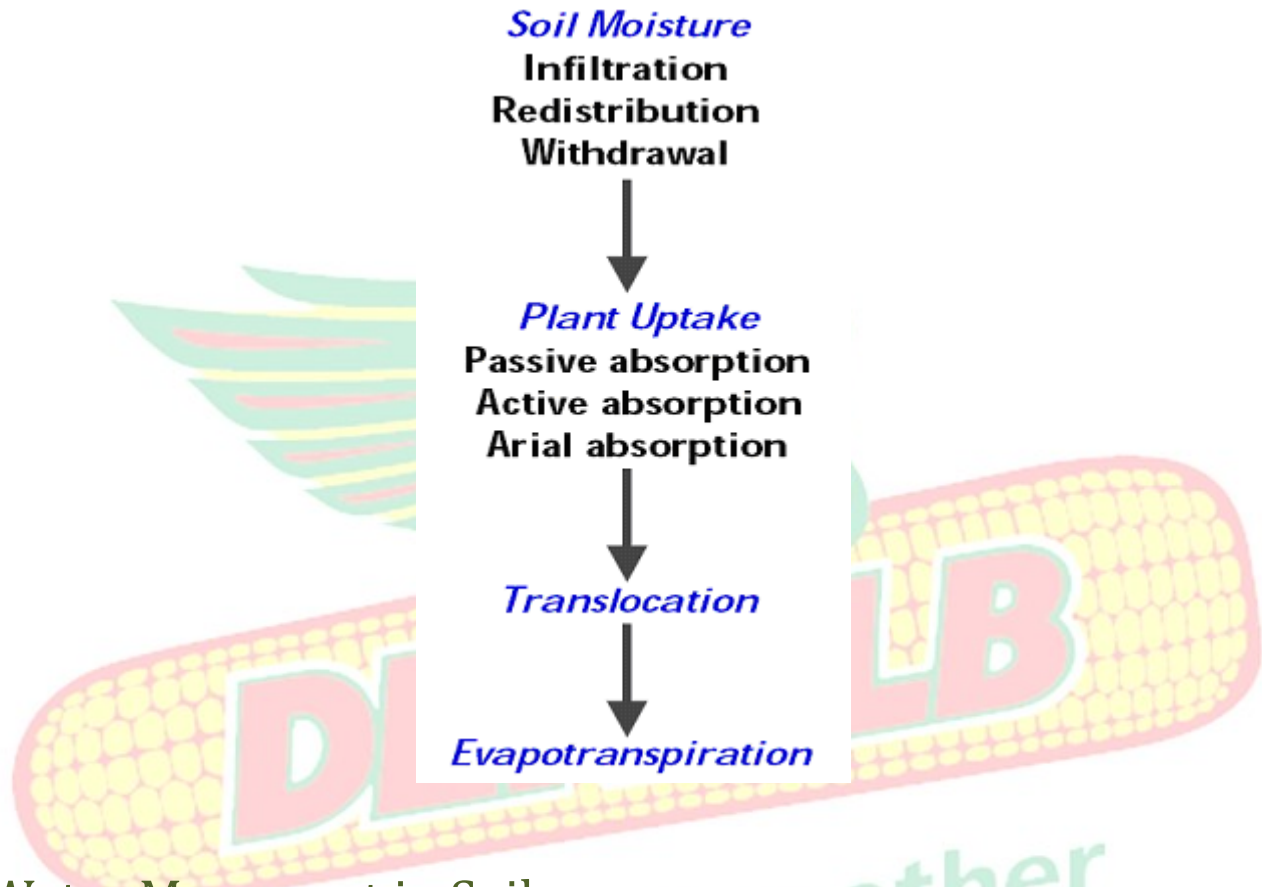 Soil Moisture
Infiltration
Redistribution
Withdrawal
Plant Uptake
Passive absorption
Active absorption
Arial absorption
Translocation
Evapotranspiration